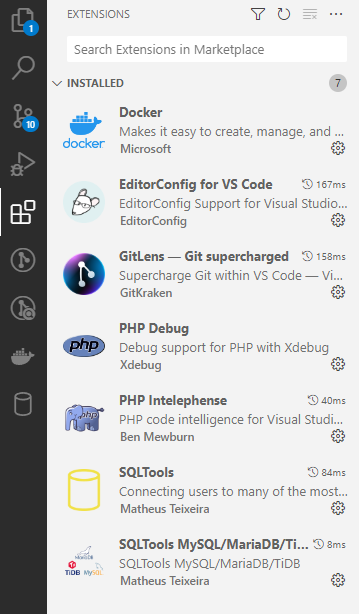 EXTENSIONS
1
Search Extensions in Marketplace
INSTALLED 7
10
Docker
Makes it easy to create, manage, and ...
Microsoft
docker
EditorConfig for VS Code 167ms
EditorConfig Support for Visual Studio...
EditorConfig
GitLens — Git supercharged 158ms
Supercharge Git within VS Code — Vi...
GitKraken
PHP Debug
php
Debug support for PHP with Xdebug
Xdebug
PHP Intelephense 40ms
php
PHP code intelligence for Visual Studi...
Ben Mewburn
SQLTools 84ms
Connecting users to many of the most...
Matheus Teixeira
SQLTools MySQL/MariaDB/Ti... 8ms
MariaDB
SQLTools MySQL/MariaDB/TiDB
TiDB MySQL
Matheus Teixeira